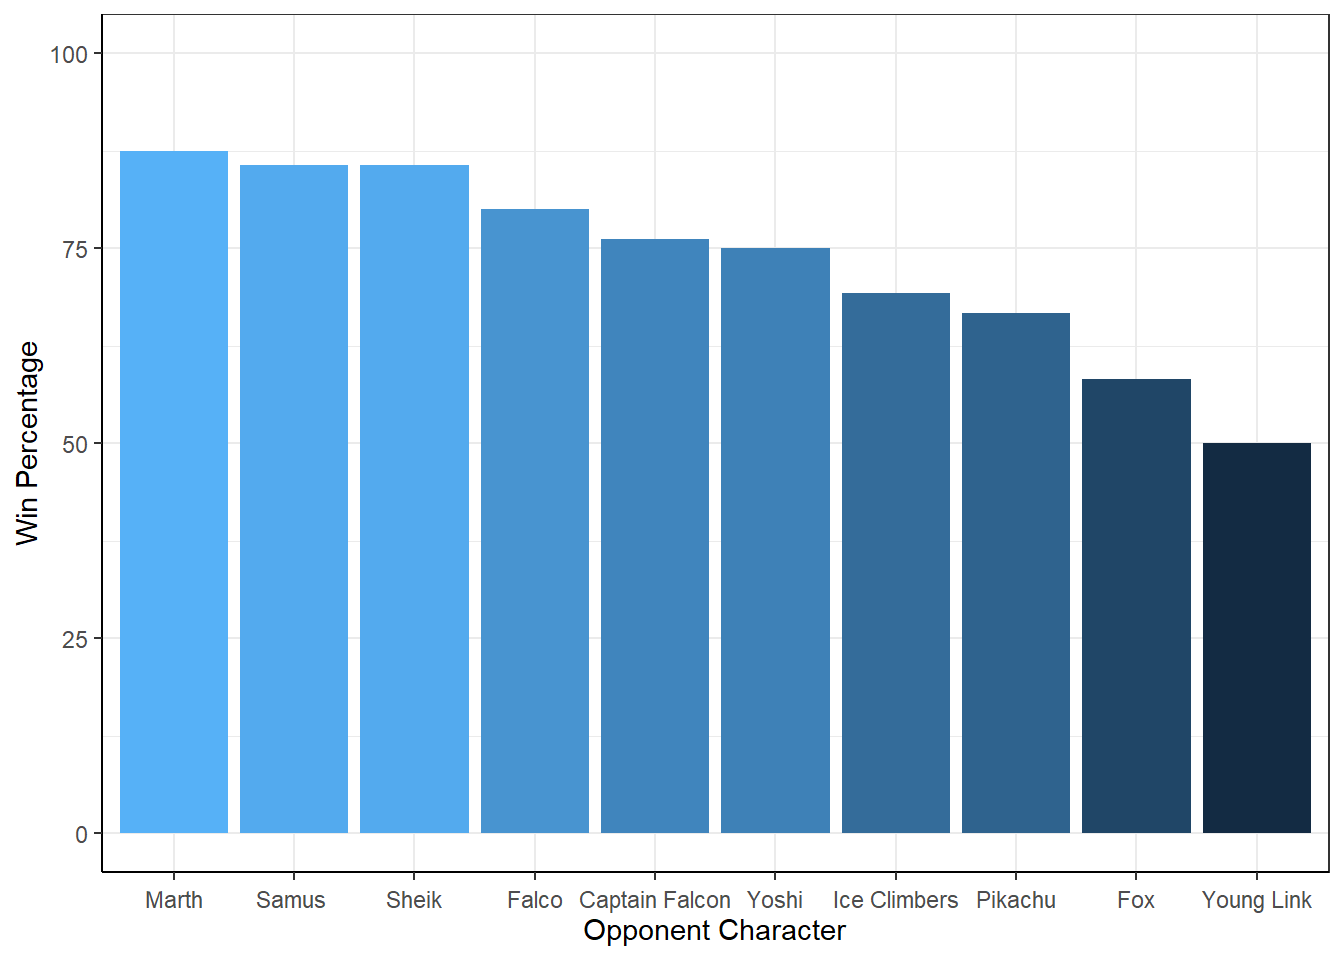 100
75
50
25
0
Win Percentage
Marth Samus Sheik Falco Captain Falcon Yoshi Ice Climbers Pikachu Fox Young Link
Opponent Character